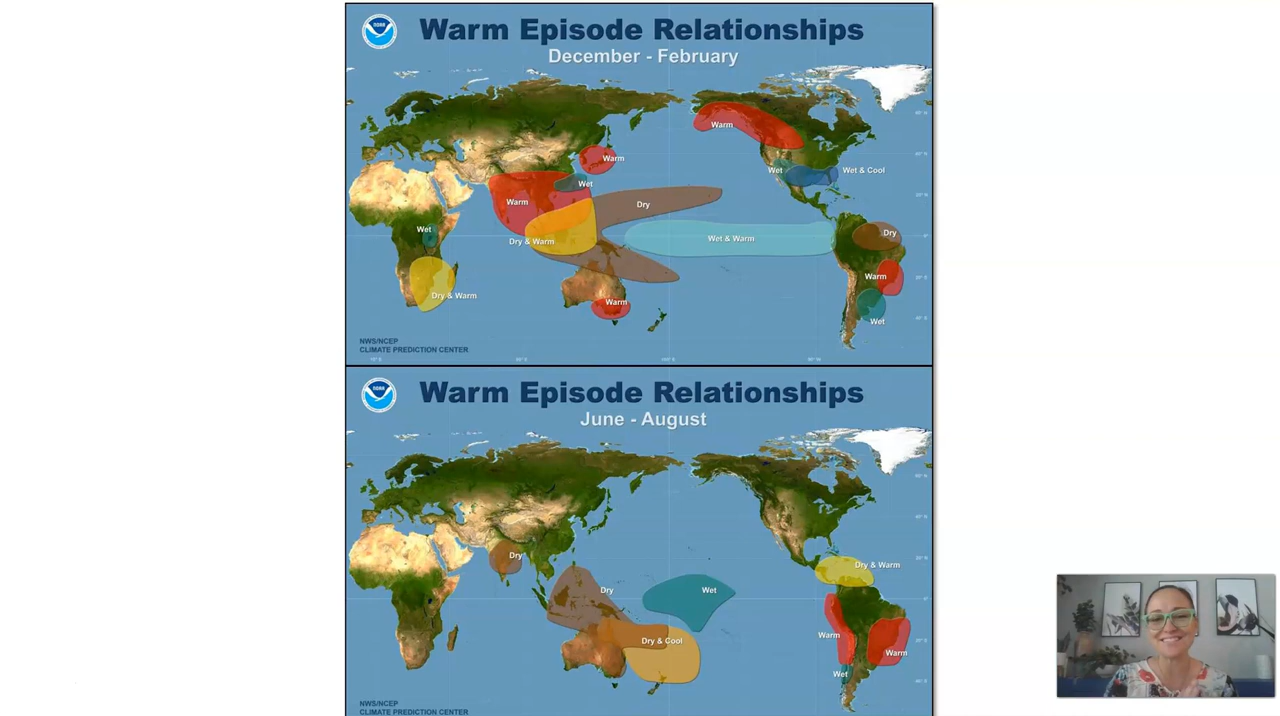 Warm Episode Relationships
December - February
Warm
Warm
Wet
Wet & Cool
Wet
Warm
Dry
Wet
Dry
Dry & Warm
Wet & Warm
Warm
Dry & Warm
Warm
Wet
NWS/NCEP
CLIMATE PREDICTION CENTER
Warm Episode Relationships
June - August
Dry
Dry & Warm
Dry
Wet
Warm
Dry & Cool
Warm
Wet
NWS/NCEP
CLIMATE PREDICTION CENTER